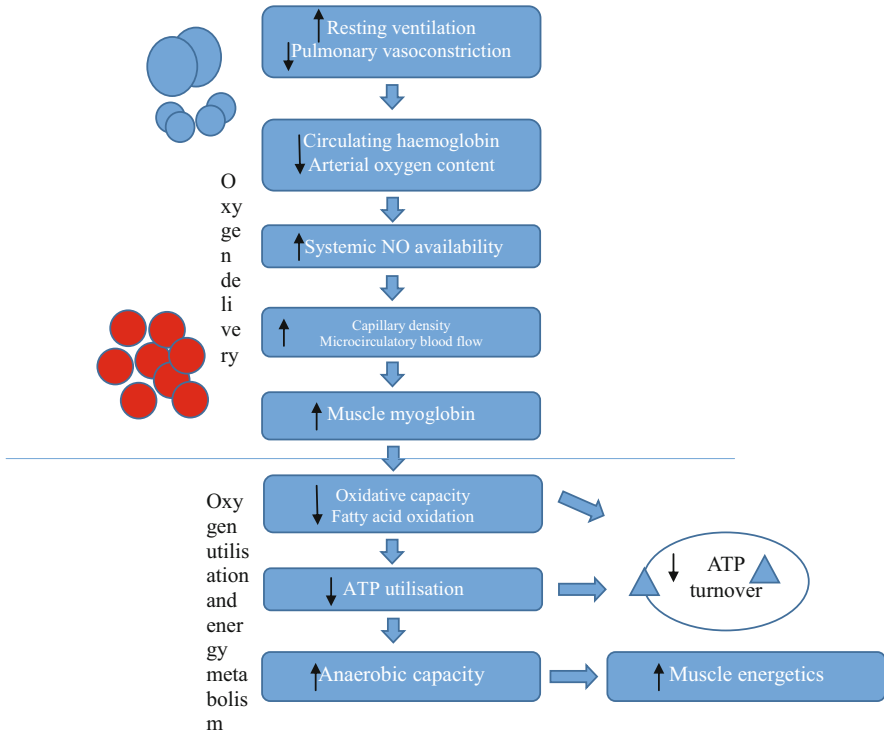 Resting ventilation
Pulmonary vasoconstriction
Circulating haemoglobin
Arterial oxygen content
O
xy
ge
n
de
li
ve
ry
Systemic NO availability
Capillary density
Microcirculatory blood flow
Muscle myoglobin
Oxidative capacity
Fatty acid oxidation
Oxy
gen
utilis
ation
and
ener
gy
meta
bolis
m
ATP utilisation
ATP
turnover
Anaerobic capacity
Muscle energetics